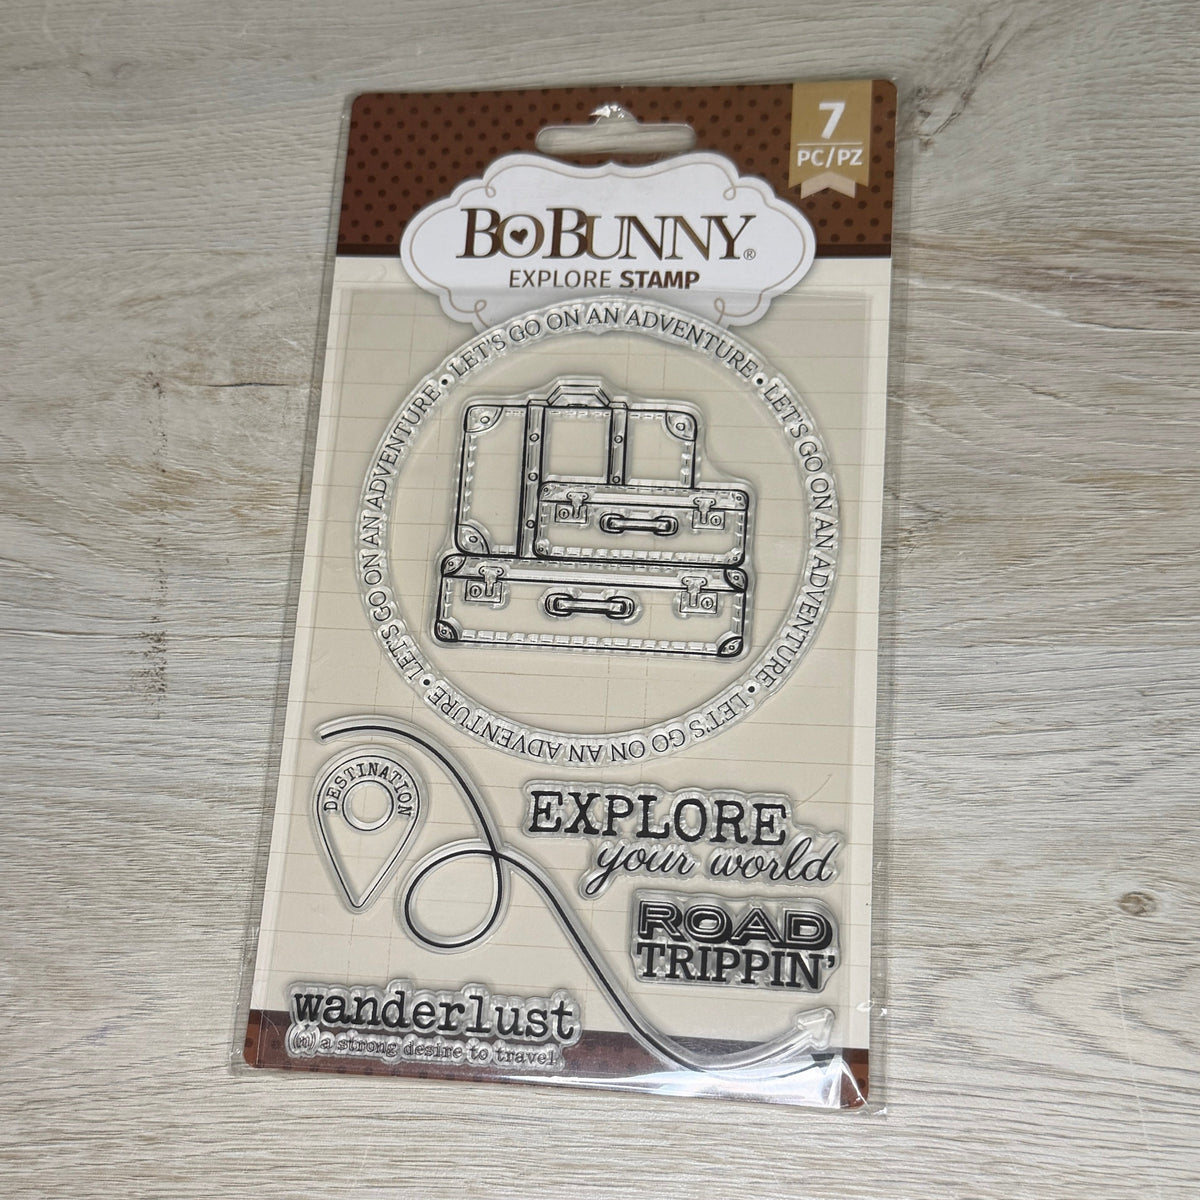 7
PC/PZ
BOBUNNY®
EXPLORE STAMP
LET'S GO ON AN ADVENTURE • LET'S GO ON AN ADVENTURE • LET'S GO ON AN ADVENTURE • LET'S GO ON AN ADVENTURE •
DESTINATION
EXPLORE
your world
ROAD
TRIPPIN'
wanderlust
(n) a strong desire to travel